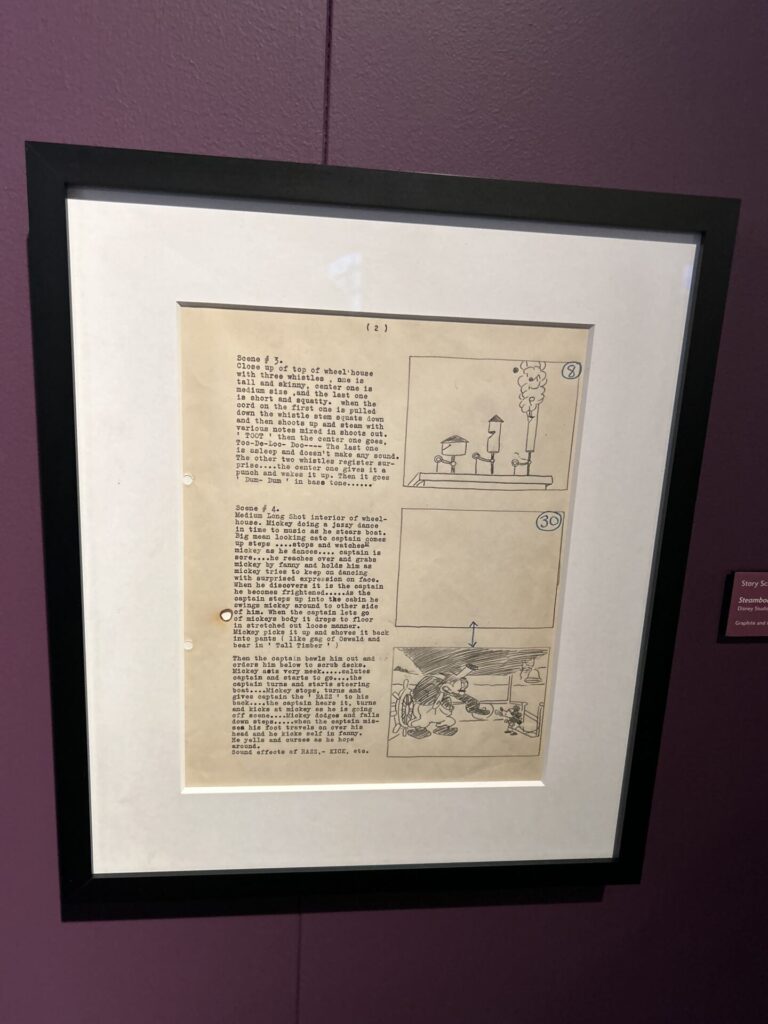 ( 2 )
Scene # 3.
Close up of top of wheel house
with three whistles , one is
tall and skinny, center one is
medium size ,and the last one
is short and squatty. when the
cord on the first one is pulled
down the whistle stem squats down
and then shoots up and steam with
various notes mixed in shoots out.
' TOOT ' then the center one goes,
Too-De-Loo- Doo---- The last one
is asleep and doesn't make any sound.
The other two whistles register sur-
prise....the center one gives it a
punch and wakes it up. Then it goes
' Dum- Dum ' in base tone......
8
Scene # 4.
Medium Long Shot interior of wheel-
house. Mickey doing a jazzy dance
in time to music as he steers boat.
Big mean looking cato captain comes
up steps ....stops and watches
mickey as he dances.... captain is
sore....he reaches over and grabs
mickey by fanny and holds him as
mickey tries to keep on dancing
with surprised expression on face.
When he discovers it is the captain
he becomes frightened.....As the
captain steps up into the cabin he
swings mickey around to other side
of him. When the captain lets go
of mickeys body it drops to floor
in stretched out loose manner.
Mickey picks it up and shoves it back
into pants ( like gag of Oswald and
bear in ' Tall Timber ' )
30
Then the captain bawls him out and
orders him below to scrub decks.
Mickey acts very meek.....salutes
captain and starts to go....the
captain turns and starts steering
boat....Mickey stops, turns and
gives captain the ' RAZZ ' to his
back....the captain hears it, turns
and kicks at mickey as he is going
off scene....Mickey dodges and falls
down steps.....when the captain mis-
ses his foot travels on over his
head and he kicks self in fanny.
He yells and curses as he hops
around.
Sound effects of RAZZ,- KICK, etc.
Story
Disney
Graphite and